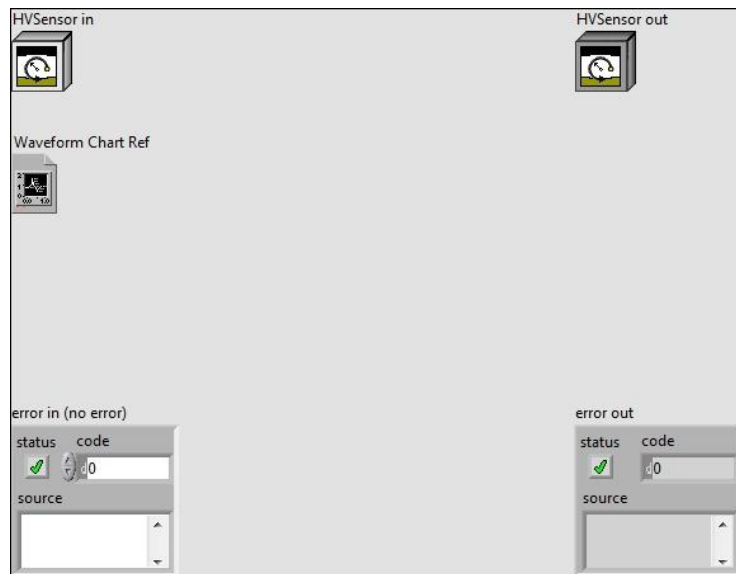 HVSensor in
HVSensor out
Waveform Chart Ref
error in (no error)
status code
0
source
error out
status code
0
source